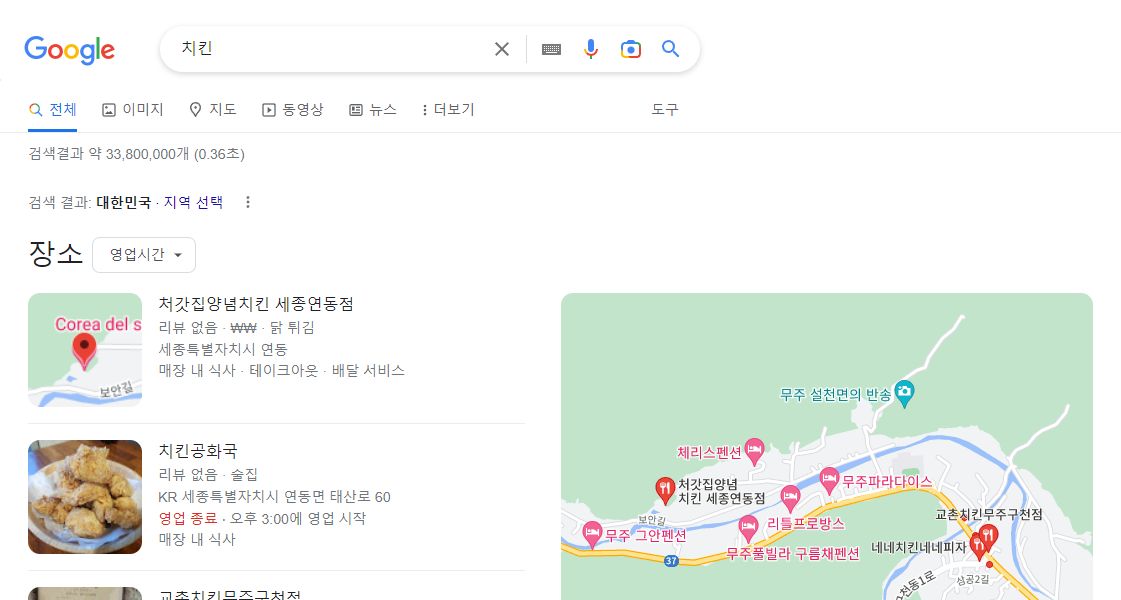 Google
치킨
전체
이미지
지도
동영상
뉴스
더보기
도구
검색결과 약 33,800,000개 (0.36초)
검색 결과: 대한민국 · 지역 선택
장소
영업시간
Corea del s
보안길
처갓집양념치킨 세종연동점
리뷰 없음 · ₩₩ · 닭 튀김
세종특별자치시 연동
매장 내 식사 · 테이크아웃 · 배달 서비스
치킨공화국
리뷰 없음 · 술집
KR 세종특별자치시 연동면 태산로 60
영업 종료 · 오후 3:00에 영업 시작
매장 내 식사
교촌치킨무주구천점
무주 설천면의 반송
체리스펜션
처갓집양념
치킨 세종연동점
무주파라다이스
리틀프로방스
보안길
무주 그안펜션
무주풀빌라 구름채펜션
37
교촌치킨무주구천점
네네치킨네네피자
삼공2길